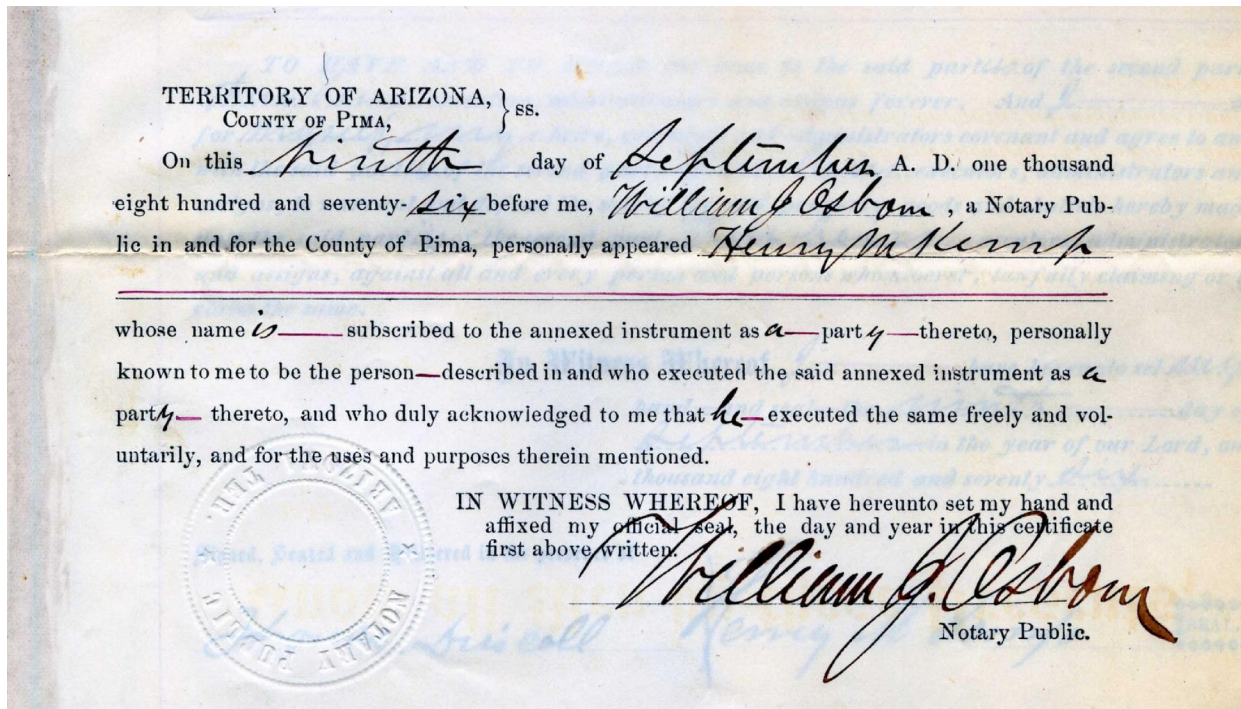 TERRITORY OF ARIZONA, } ss.
COUNTY OF PIMA,
On this ninth day of September A. D. one thousand
eight hundred and seventy-six before me, William J Osborn, a Notary Pub-
lic in and for the County of Pima, personally appeared Henry M Kemp
whose name is subscribed to the annexed instrument as a party thereto, personally
known to me to be the person described in and who executed the said annexed instrument as a
party thereto, and who duly acknowledged to me that he executed the same freely and vol-
untarily, and for the uses and purposes therein mentioned.
IN WITNESS WHEREOF, I have hereunto set my hand and
affixed my official seal, the day and year in this certificate
first above written.
William J. Osborn
Notary Public.
NOTARY PUBLIC
ARIZONA TER